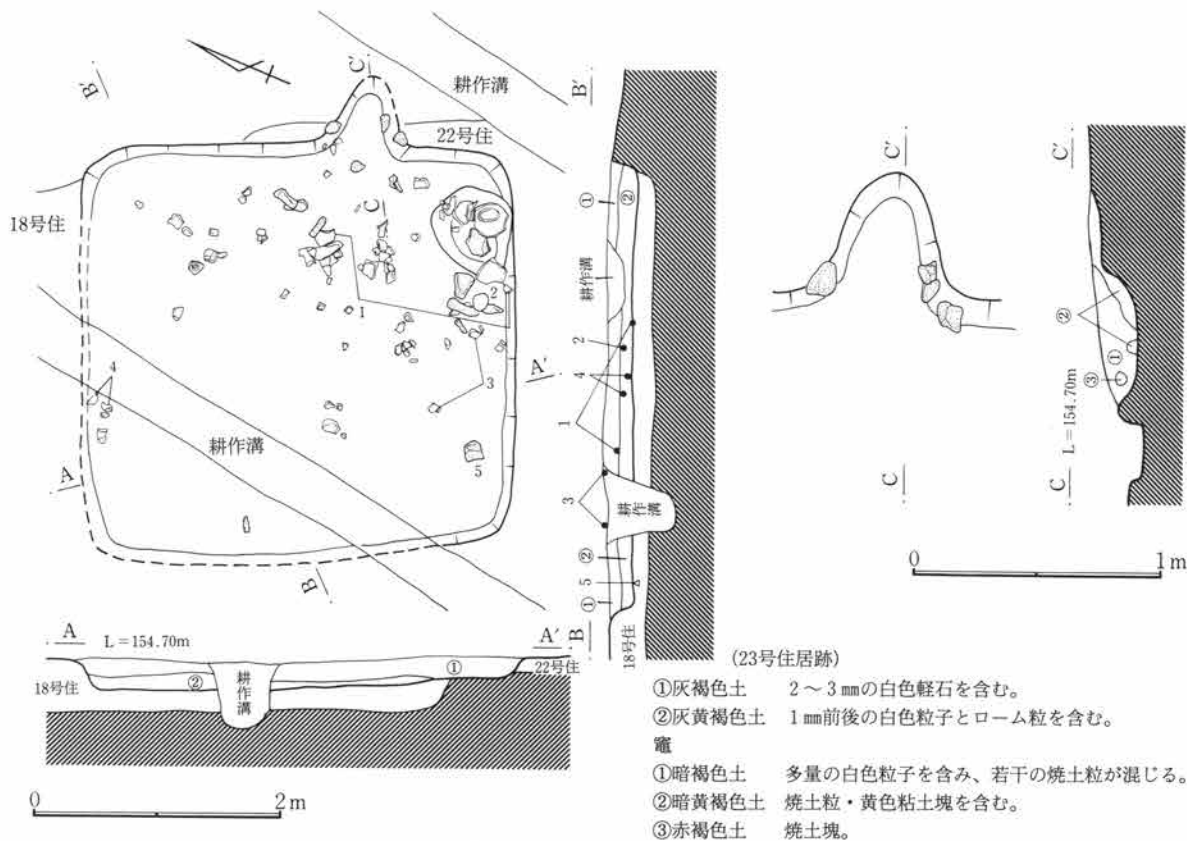 B'
C'
耕作溝
22号住
18号住
C
1
2
3
4
A'
耕作溝
5
A
B
B'
①
②
耕作溝
2
4
1
3
耕作溝
②
5
①
B
18号住
C'
C
C'
②
①
③
L=154.70m
C
0 1m
A L=154.70m A'
18号住 ② 耕作溝 ① 22号住
0 2m
(23号住居跡)
①灰褐色土 2～3㎜の白色軽石を含む。
②灰黄褐色土 1㎜前後の白色粒子とローム粒を含む。
竈
①暗褐色土 多量の白色粒子を含み、若干の焼土粒が混じる。
②暗黄褐色土 焼土粒・黄色粘土塊を含む。
③赤褐色土 焼土塊。